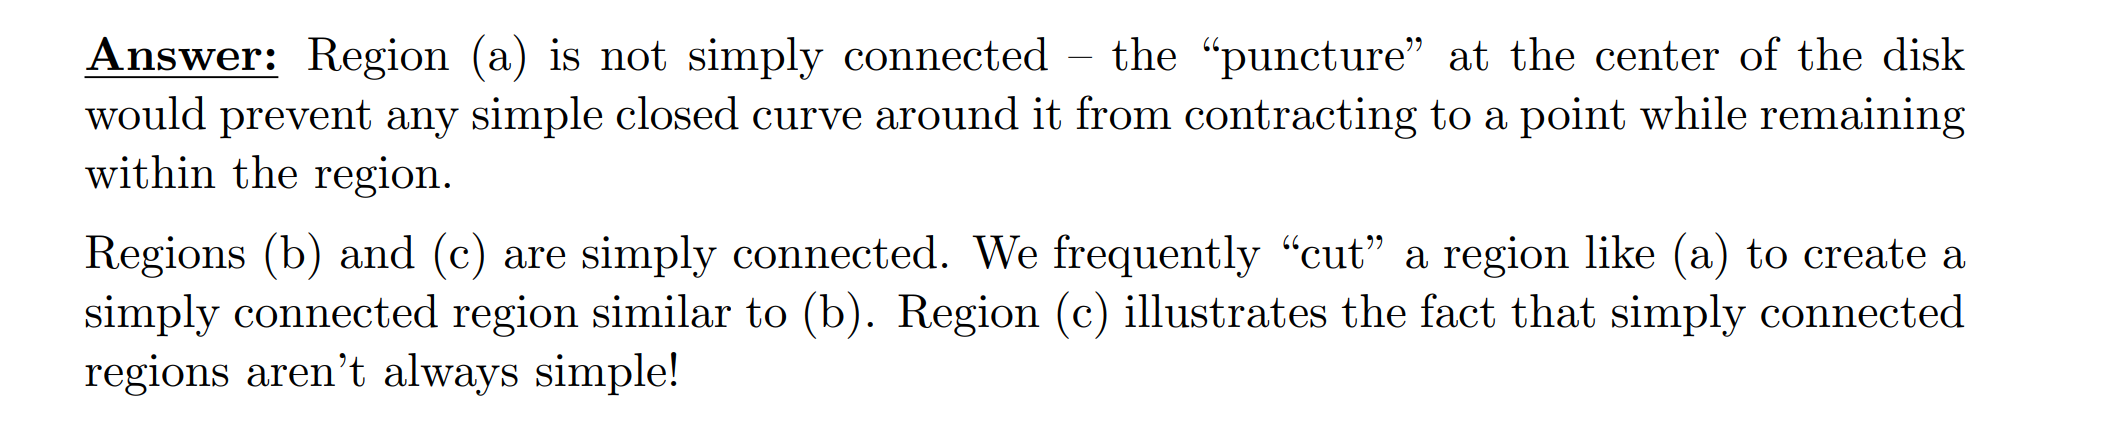 Answer: Region (a) is not simply connected – the “puncture” at the center of the disk
would prevent any simple closed curve around it from contracting to a point while remaining
within the region.
Regions (b) and (c) are simply connected. We frequently “cut” a region like (a) to create a
simply connected region similar to (b). Region (c) illustrates the fact that simply connected
regions aren’t always simple!